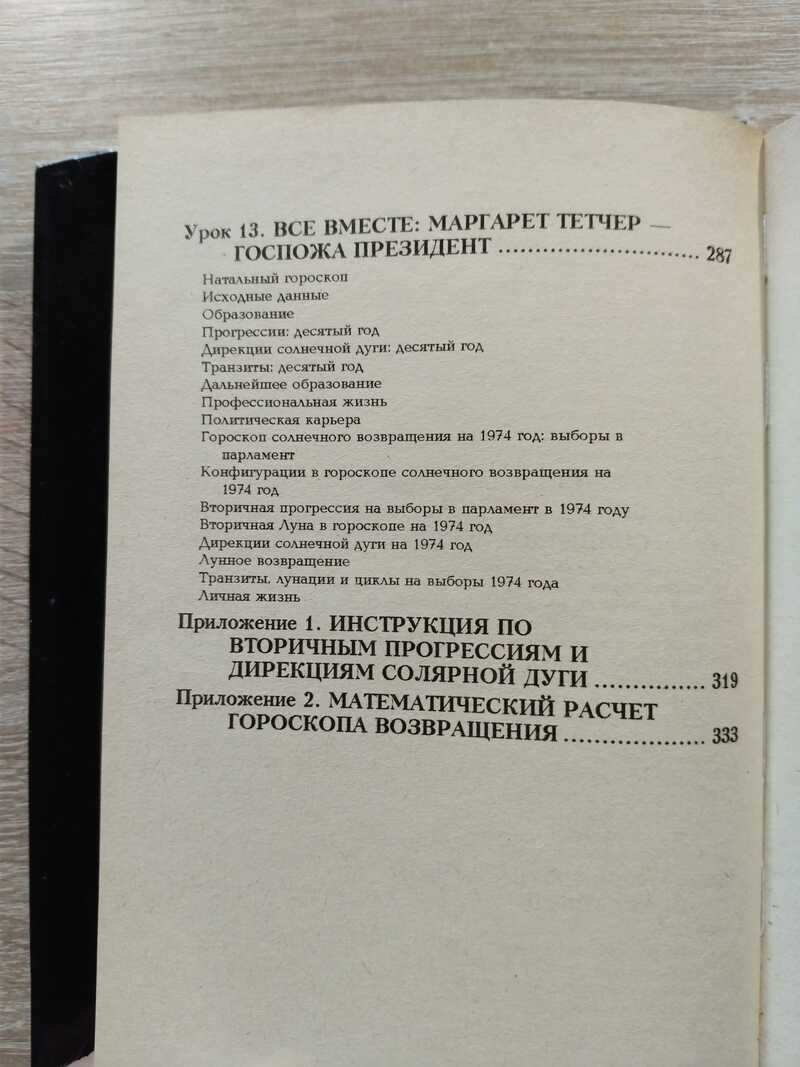 Урок 13. ВСЕ ВМЕСТЕ: МАРГАРЕТ ТЕТЧЕР —
ГОСПОЖА ПРЕЗИДЕНТ ............................ 287
Натальный гороскоп
Исходные данные
Образование
Прогрессии: десятый год
Дирекции солнечной дуги: десятый год
Транзиты: десятый год
Дальнейшее образование
Профессиональная жизнь
Политическая карьера
Гороскоп солнечного возвращения на 1974 год: выборы в
парламент
Конфигурации в гороскопе солнечного возвращения на
1974 год
Вторичная прогрессия на выборы в парламент в 1974 году
Вторичная Луна в гороскопе на 1974 год
Дирекции солнечной дуги на 1974 год
Лунное возвращение
Транзиты, лунации и циклы на выборы 1974 года
Личная жизнь
Приложение 1. ИНСТРУКЦИЯ ПО
ВТОРИЧНЫМ ПРОГРЕССИЯМ И
ДИРЕКЦИЯМ СОЛЯРНОЙ ДУГИ ............... 319
Приложение 2. МАТЕМАТИЧЕСКИЙ РАСЧЕТ
ГОРОСКОПА ВОЗВРАЩЕНИЯ .................... 333